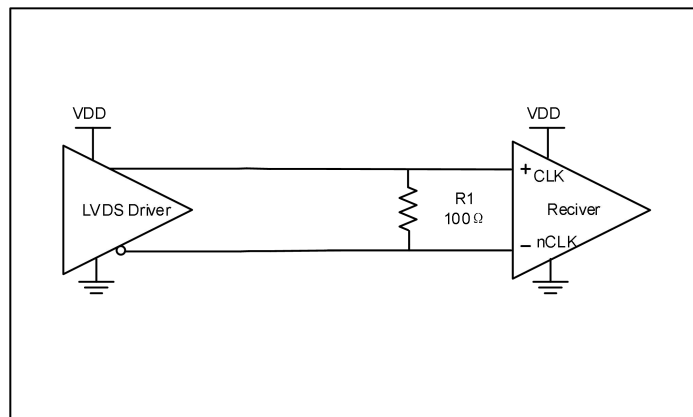 VDD
VDD
LVDS Driver
R1
100Ω
+ CLK
Reciver
− nCLK